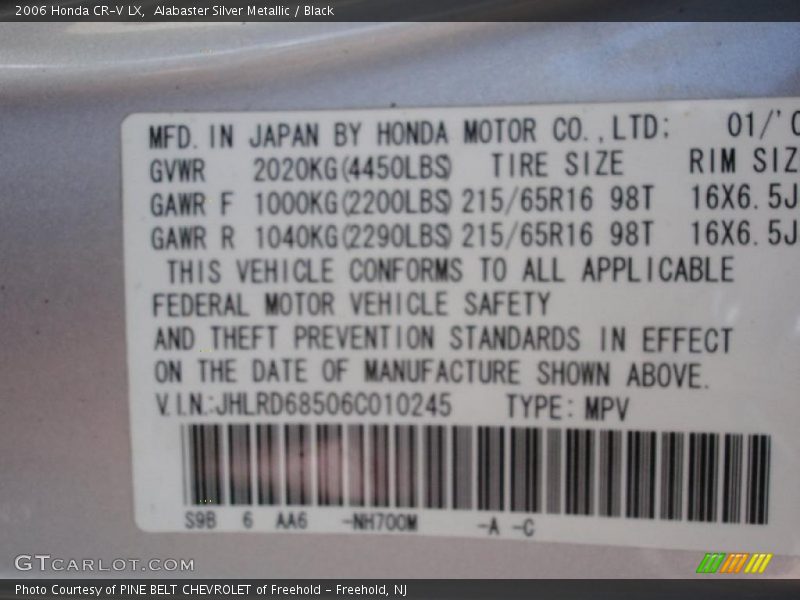 2006 Honda CR-V LX,  Alabaster Silver Metallic / Black
MFD. IN JAPAN BY HONDA MOTOR CO.,LTD: 01/'0
GVWR 2020KG(4450LBS) TIRE SIZE RIM SIZ
GAWR F 1000KG(2200LBS) 215/65R16 98T 16X6.5J
GAWR R 1040KG(2290LBS) 215/65R16 98T 16X6.5J
THIS VEHICLE CONFORMS TO ALL APPLICABLE
FEDERAL MOTOR VEHICLE SAFETY
AND THEFT PREVENTION STANDARDS IN EFFECT
ON THE DATE OF MANUFACTURE SHOWN ABOVE.
V.I.N.:JHLRD68506C010245 TYPE: MPV
S9B 6 AA6 -NH700M -A -C
GTCARLOT.COM
Photo Courtesy of PINE BELT CHEVROLET of Freehold - Freehold, NJ